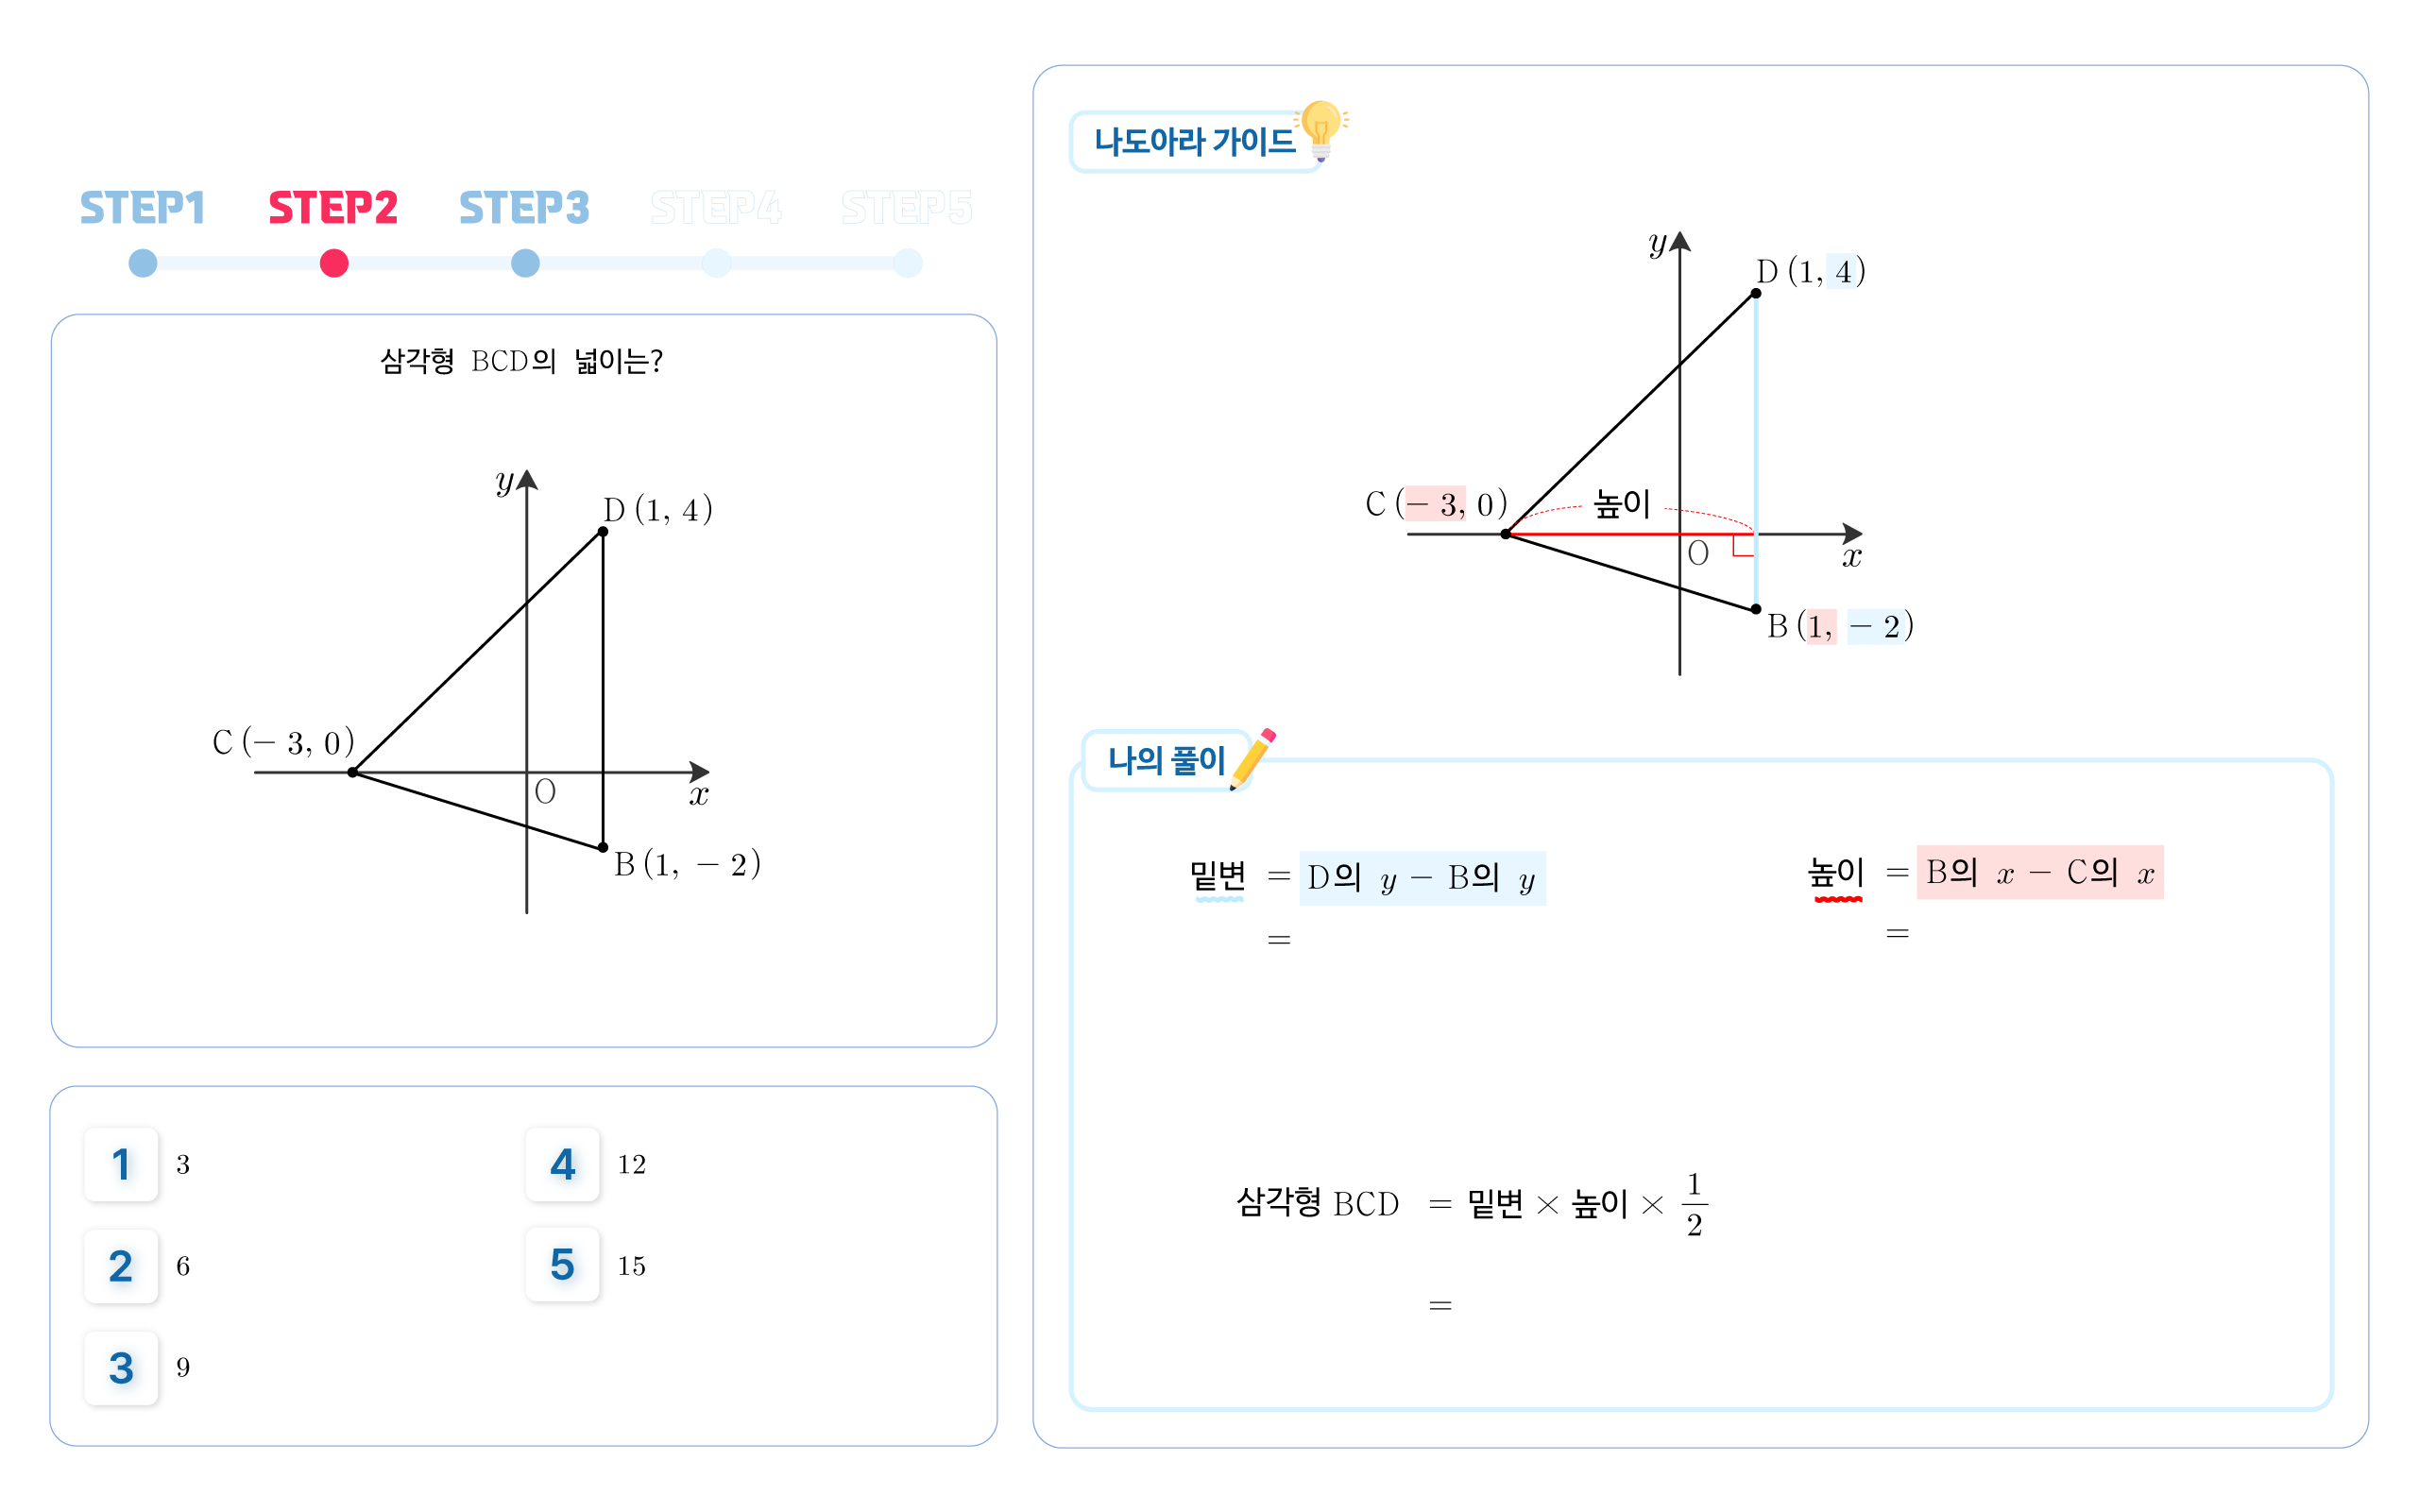 STEP1 STEP2 STEP3 STEP4 STEP5
삼각형 BCD의 넓이는?
y
D (1, 4)
C (− 3, 0)
O
x
B (1, − 2)
1 3
2 6
3 9
4 12
5 15
나도아라 가이드
y
D (1, 4)
C (− 3, 0)
높이
O
x
B (1, − 2)
나의 풀이
밑변 = D의 y − B의 y
=
높이 = B의 x − C의 x
=
삼각형 BCD = 밑변 × 높이 × 1/2
=